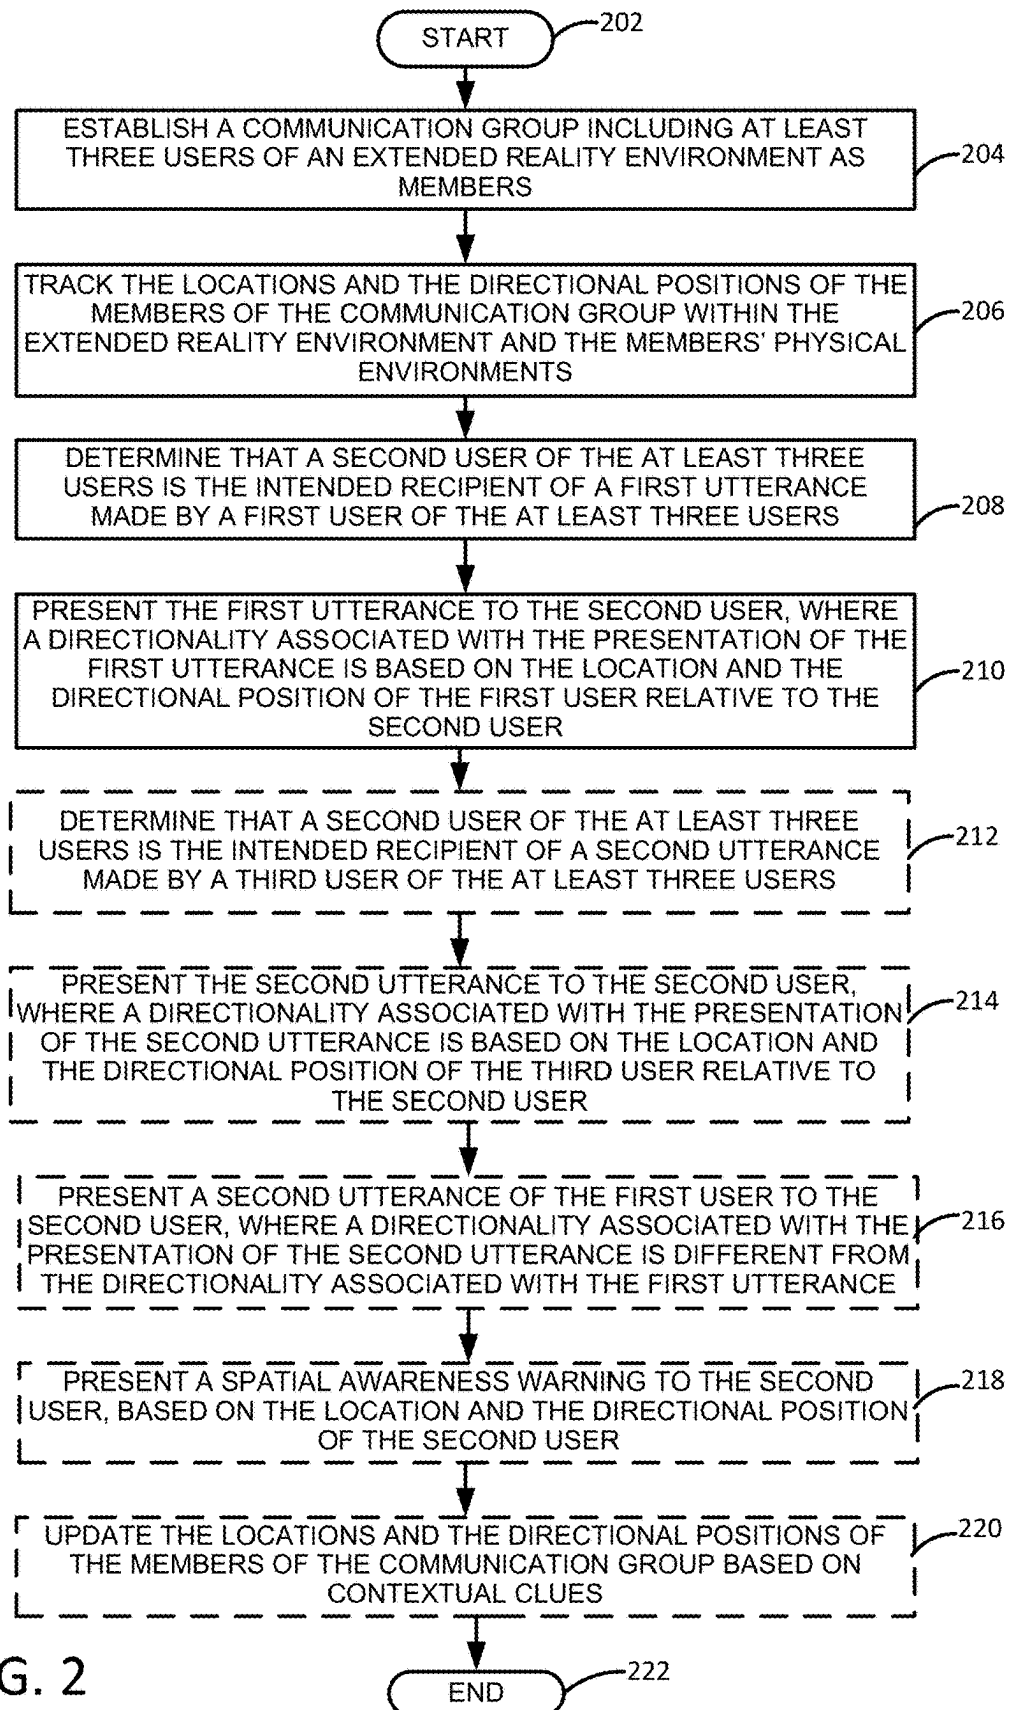 START
202
ESTABLISH A COMMUNICATION GROUP INCLUDING AT LEAST
THREE USERS OF AN EXTENDED REALITY ENVIRONMENT AS
MEMBERS
204
TRACK THE LOCATIONS AND THE DIRECTIONAL POSITIONS OF THE
MEMBERS OF THE COMMUNICATION GROUP WITHIN THE
EXTENDED REALITY ENVIRONMENT AND THE MEMBERS' PHYSICAL
ENVIRONMENTS
206
DETERMINE THAT A SECOND USER OF THE AT LEAST THREE
USERS IS THE INTENDED RECIPIENT OF A FIRST UTTERANCE
MADE BY A FIRST USER OF THE AT LEAST THREE USERS
208
PRESENT THE FIRST UTTERANCE TO THE SECOND USER, WHERE
A DIRECTIONALITY ASSOCIATED WITH THE PRESENTATION OF THE
FIRST UTTERANCE IS BASED ON THE LOCATION AND THE
DIRECTIONAL POSITION OF THE FIRST USER RELATIVE TO THE
SECOND USER
210
DETERMINE THAT A SECOND USER OF THE AT LEAST THREE
USERS IS THE INTENDED RECIPIENT OF A SECOND UTTERANCE
MADE BY A THIRD USER OF THE AT LEAST THREE USERS
212
PRESENT THE SECOND UTTERANCE TO THE SECOND USER,
WHERE A DIRECTIONALITY ASSOCIATED WITH THE PRESENTATION
OF THE SECOND UTTERANCE IS BASED ON THE LOCATION AND
THE DIRECTIONAL POSITION OF THE THIRD USER RELATIVE TO
THE SECOND USER
214
PRESENT A SECOND UTTERANCE OF THE FIRST USER TO THE
SECOND USER, WHERE A DIRECTIONALITY ASSOCIATED WITH THE
PRESENTATION OF THE SECOND UTTERANCE IS DIFFERENT FROM
THE DIRECTIONALITY ASSOCIATED WITH THE FIRST UTTERANCE
216
PRESENT A SPATIAL AWARENESS WARNING TO THE SECOND
USER, BASED ON THE LOCATION AND THE DIRECTIONAL POSITION
OF THE SECOND USER
218
UPDATE THE LOCATIONS AND THE DIRECTIONAL POSITIONS OF
THE MEMBERS OF THE COMMUNICATION GROUP BASED ON
CONTEXTUAL CLUES
220
END
222
G. 2